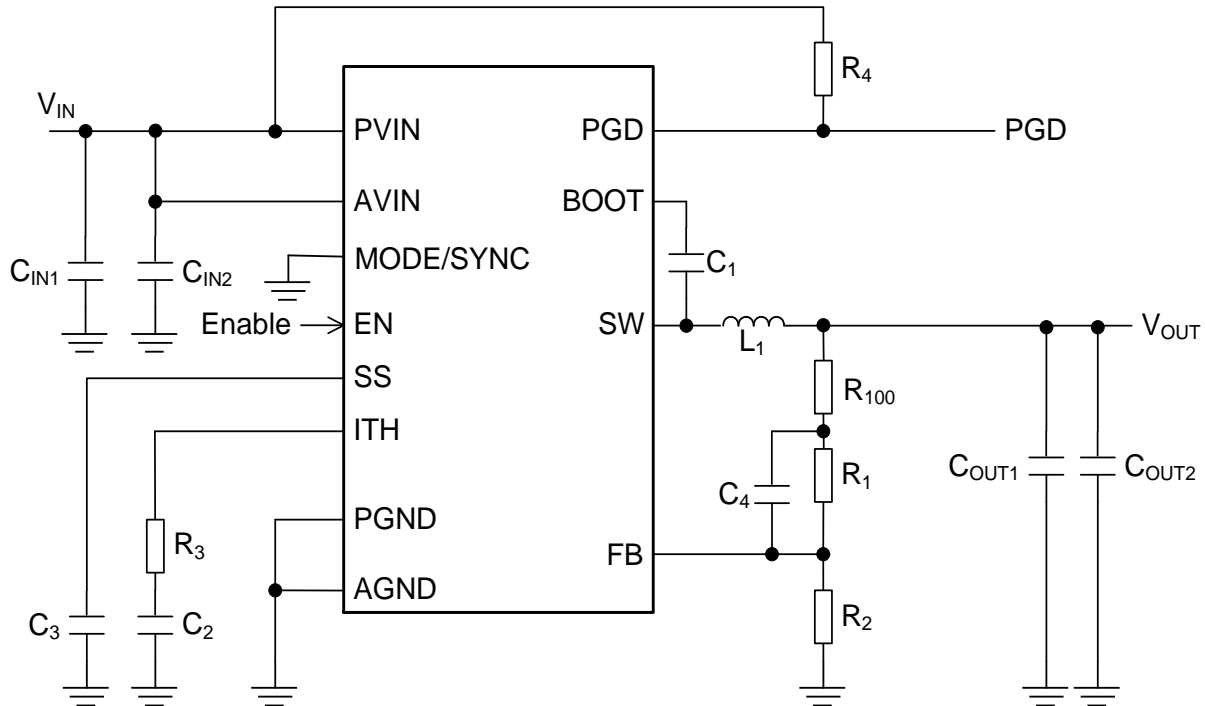 R4
VIN
PVIN
PGD
PGD
AVIN
BOOT
MODE/SYNC
CIN1
CIN2
C1
Enable
EN
SW
VOUT
L1
SS
R100
ITH
C4
R1
COUT1
COUT2
PGND
R3
FB
AGND
C3
C2
R2